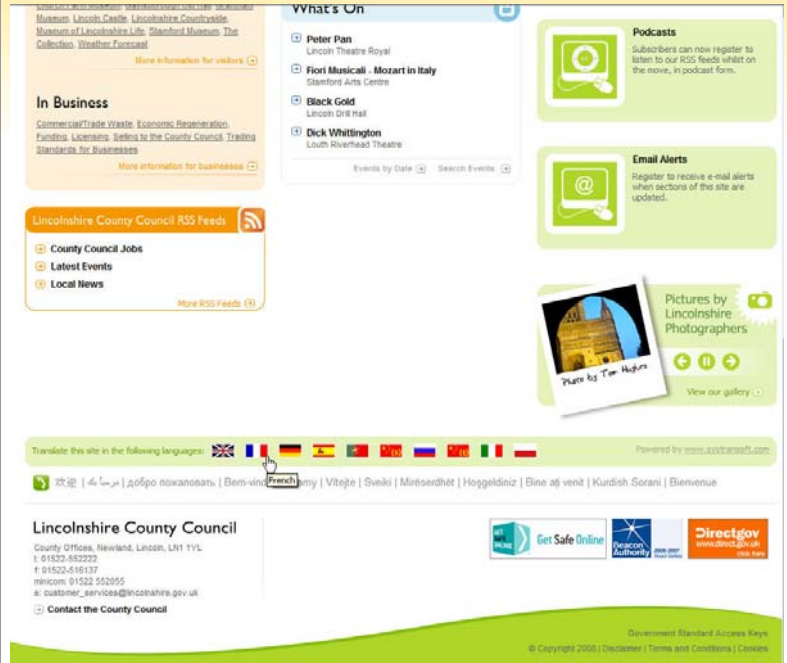 Museum, Lincoln Castle, Lincolnshire Countryside,
Museum of Lincolnshire Life, Stamford Museum, The
Collection, Weather Forecast
More information for visitors
In Business
Commercial/Trade Waste, Economic Regeneration,
Funding, Licensing, Selling to the County Council, Trading
Standards for Businesses
More information for businesses
Lincolnshire County Council RSS Feeds
County Council Jobs
Latest Events
Local News
More RSS Feeds
What's On
Peter Pan
Lincoln Theatre Royal
Fiori Musicali - Mozart in Italy
Stamford Arts Centre
Black Gold
Lincoln Drill Hall
Dick Whittington
Louth Riverhead Theatre
Events by Date Search Events
Podcasts
Subscribers can now register to
listen to our RSS feeds whilst on
the move, in podcast form.
@
Email Alerts
Register to receive e-mail alerts
when sections of this site are
updated.
Photo by Tom Hughes
Pictures by
Lincolnshire
Photographers
View our gallery
Translate this site in the following languages:
Powered by www.systransoft.com
French
欢迎 | مرحبا بك | добро пожаловать | Bem-vind amy | Vítejte | Sveiki | Mirëserdhët | Hoşgeldiniz | Bine aţi venit | Kurdish Sorani | Bienvenue
Lincolnshire County Council
County Offices, Newland, Lincoln, LN1 1YL
t: 01522-552222
f: 01522-516137
minicom: 01522 552055
e: customer_services@lincolnshire.gov.uk
Contact the County Council
GET SAFE ONLINE
Get Safe Online
Beacon
Authority
2006-2007
Directgov
www.direct.gov.uk
click here
Government Standard Access Keys.
© Copyright 2008 | Disclaimer | Terms and Conditions | Cookies